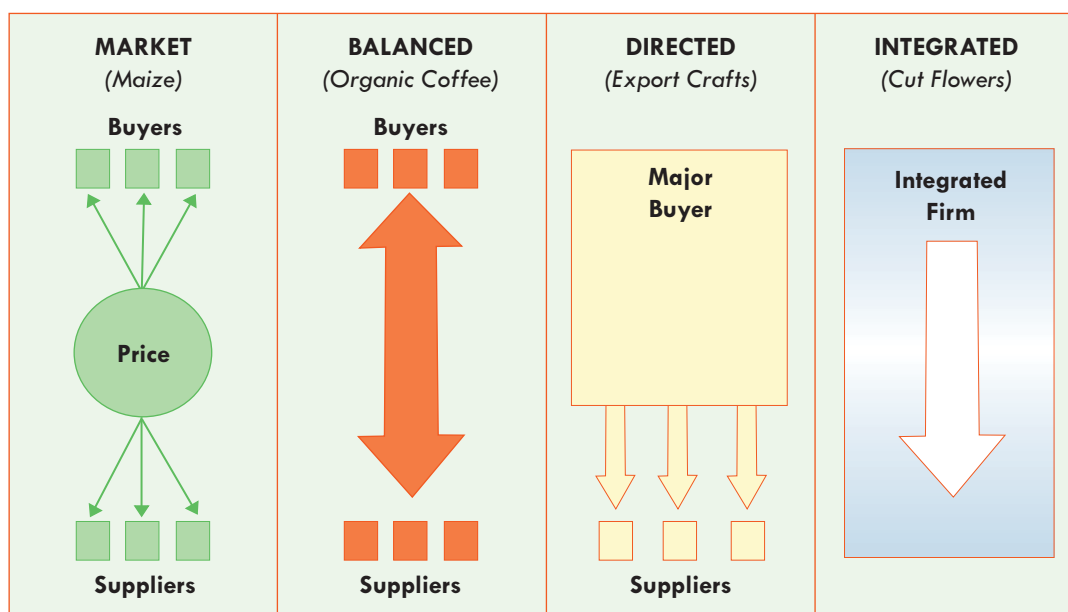 MARKET
(Maize)
Buyers
Price
Suppliers
BALANCED
(Organic Coffee)
Buyers
Suppliers
DIRECTED
(Export Crafts)
Major
Buyer
Suppliers
INTEGRATED
(Cut Flowers)
Integrated
Firm